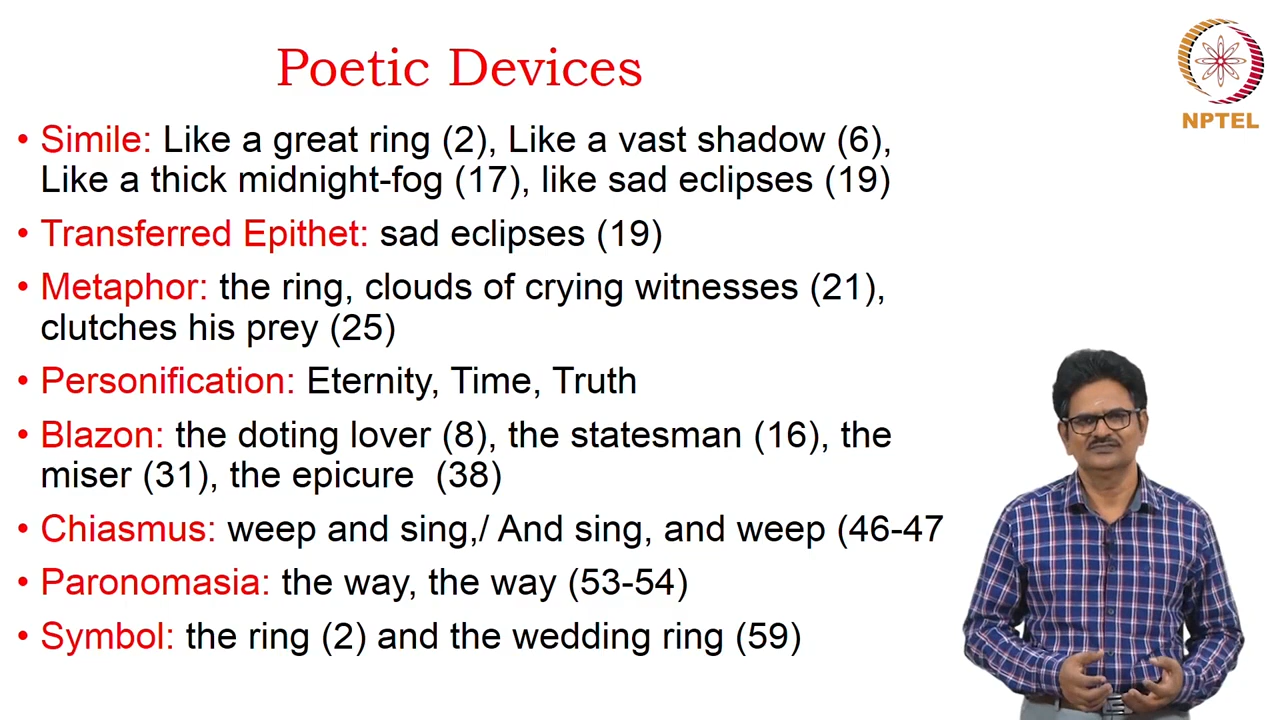 Poetic Devices
NPTEL
• Simile: Like a great ring (2), Like a vast shadow (6),
Like a thick midnight-fog (17), like sad eclipses (19)
• Transferred Epithet: sad eclipses (19)
• Metaphor: the ring, clouds of crying witnesses (21),
clutches his prey (25)
• Personification: Eternity, Time, Truth
• Blazon: the doting lover (8), the statesman (16), the
miser (31), the epicure (38)
• Chiasmus: weep and sing,/ And sing, and weep (46-47
• Paronomasia: the way, the way (53-54)
• Symbol: the ring (2) and the wedding ring (59)